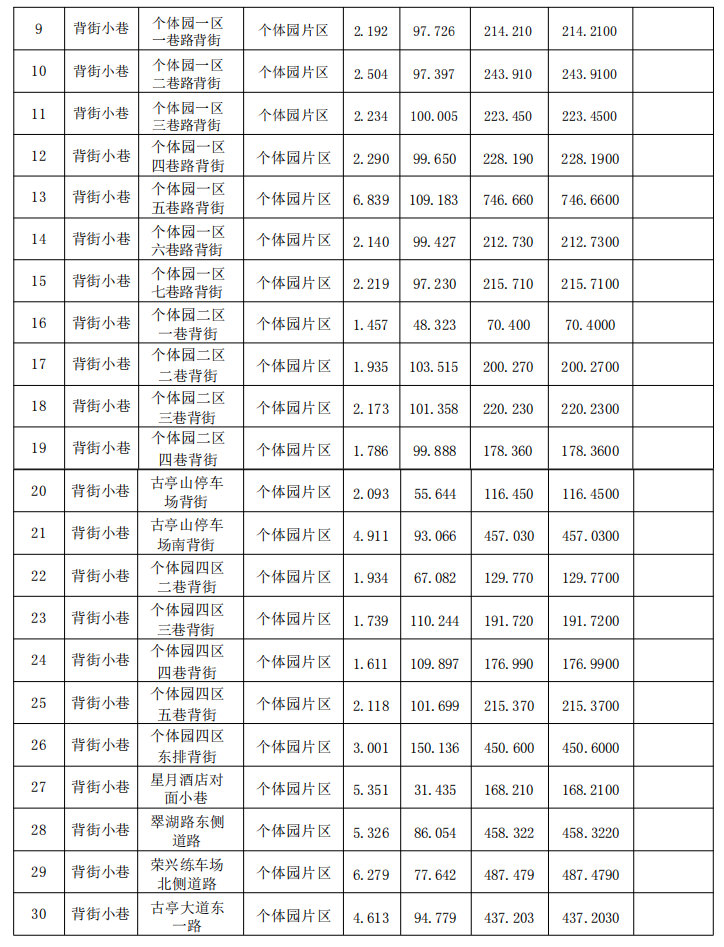 9 背街小巷 个体园一区一巷路背街 个体园片区 2.192 97.726 214.210 214.2100
10 背街小巷 个体园一区二巷路背街 个体园片区 2.504 97.397 243.910 243.9100
11 背街小巷 个体园一区三巷路背街 个体园片区 2.234 100.005 223.450 223.4500
12 背街小巷 个体园一区四巷路背街 个体园片区 2.290 99.650 228.190 228.1900
13 背街小巷 个体园一区五巷路背街 个体园片区 6.839 109.183 746.660 746.6600
14 背街小巷 个体园一区六巷路背街 个体园片区 2.140 99.427 212.730 212.7300
15 背街小巷 个体园一区七巷路背街 个体园片区 2.219 97.230 215.710 215.7100
16 背街小巷 个体园二区一巷背街 个体园片区 1.457 48.323 70.400 70.4000
17 背街小巷 个体园二区二巷背街 个体园片区 1.935 103.515 200.270 200.2700
18 背街小巷 个体园二区三巷背街 个体园片区 2.173 101.358 220.230 220.2300
19 背街小巷 个体园二区四巷背街 个体园片区 1.786 99.888 178.360 178.3600
20 背街小巷 古亭山停车场背街 个体园片区 2.093 55.644 116.450 116.4500
21 背街小巷 古亭山停车场南背街 个体园片区 4.911 93.066 457.030 457.0300
22 背街小巷 个体园四区二巷背街 个体园片区 1.934 67.082 129.770 129.7700
23 背街小巷 个体园四区三巷背街 个体园片区 1.739 110.244 191.720 191.7200
24 背街小巷 个体园四区四巷背街 个体园片区 1.611 109.897 176.990 176.9900
25 背街小巷 个体园四区五巷背街 个体园片区 2.118 101.699 215.370 215.3700
26 背街小巷 个体园四区东排背街 个体园片区 3.001 150.136 450.600 450.6000
27 背街小巷 星月酒店对面小巷 个体园片区 5.351 31.435 168.210 168.2100
28 背街小巷 翠湖路东侧道路 个体园片区 5.326 86.054 458.322 458.3220
29 背街小巷 荣兴练车场北侧道路 个体园片区 6.279 77.642 487.479 487.4790
30 背街小巷 古亭大道东一路 个体园片区 4.613 94.779 437.203 437.2030